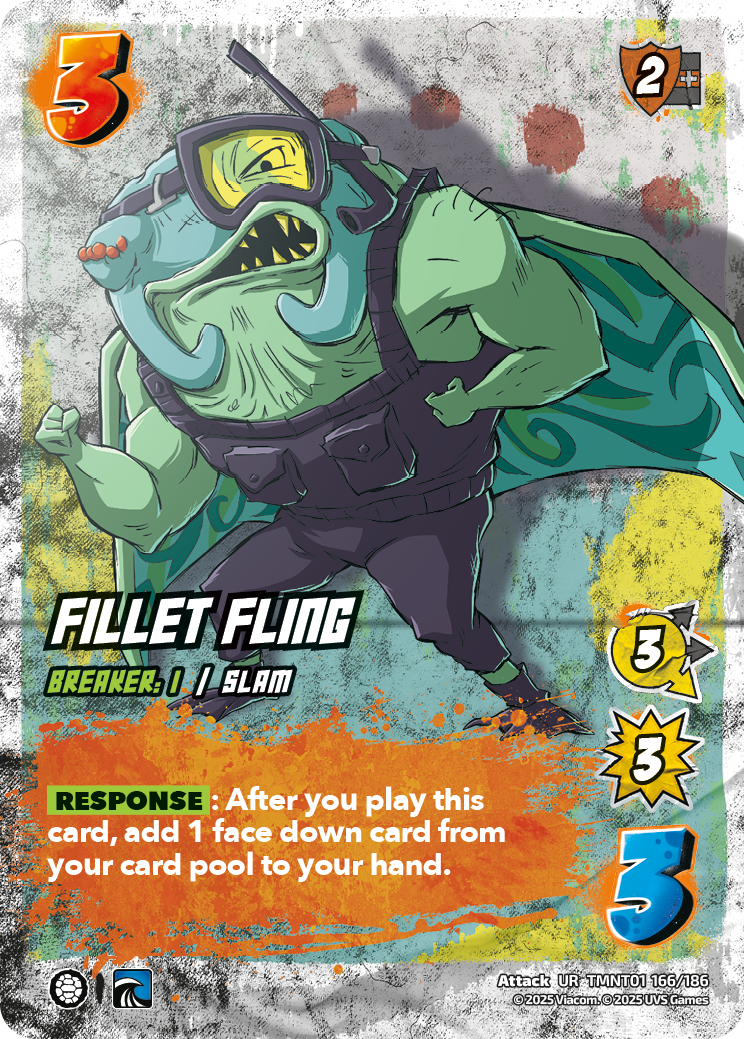 3
2
FILLET FLING
BREAKER: 1 / SLAM
3
3
RESPONSE: After you play this
card, add 1 face down card from
your card pool to your hand.
3
Attack UR TMNT01 166/186
© 2025 Viacom. © 2025 UVS Games